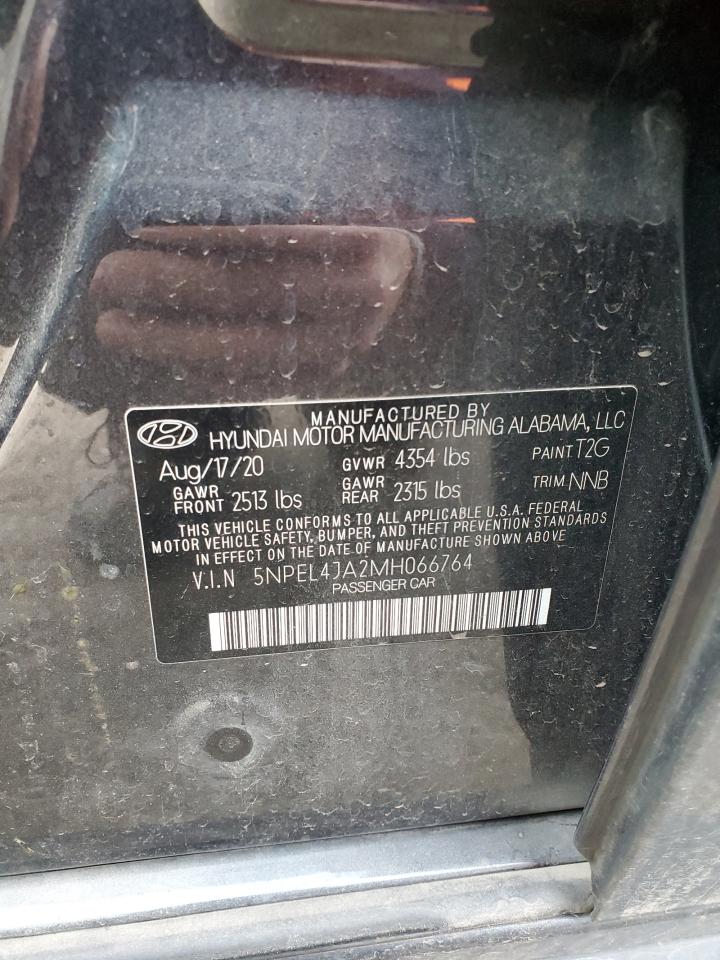 MANUFACTURED BY
HYUNDAI MOTOR MANUFACTURING ALABAMA, LLC
Aug/17/20 GVWR 4354 lbs PAINT T2G
GAWR FRONT 2513 lbs GAWR REAR 2315 lbs TRIM NNB
THIS VEHICLE CONFORMS TO ALL APPLICABLE U.S.A. FEDERAL
MOTOR VEHICLE SAFETY, BUMPER, AND THEFT PREVENTION STANDARDS
IN EFFECT ON THE DATE OF MANUFACTURE SHOWN ABOVE
V.I.N 5NPEL4JA2MH066764
PASSENGER CAR